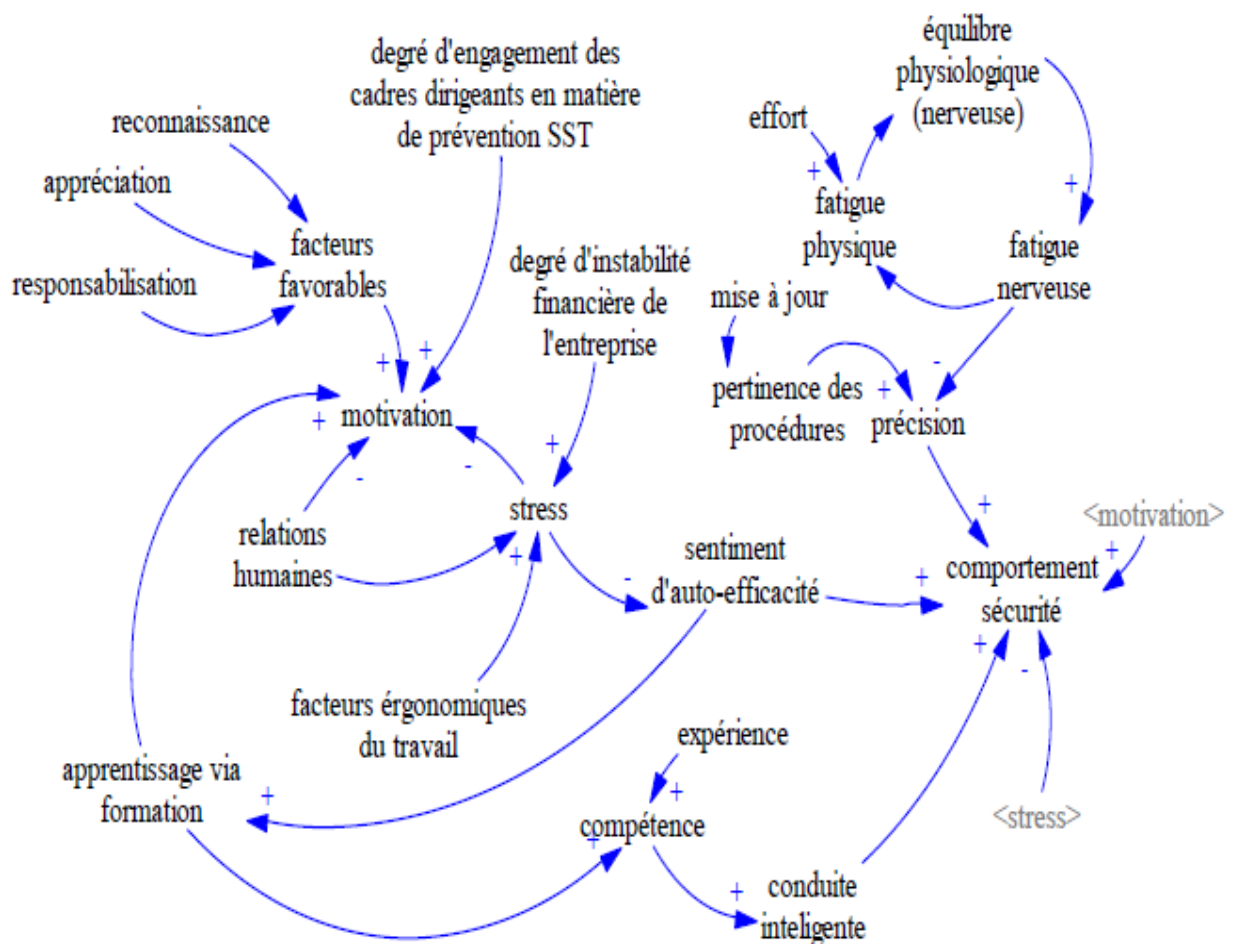 degré d'engagement des
cadres dirigeants en matière
de prévention SST
équilibre
physiologique
(nerveuse)
reconnaissance
effort
appréciation
+
+
fatigue
physique
facteurs
favorables
fatigue
nerveuse
responsabilisation
degré d'instabilité
financière de
l'entreprise
mise à jour
+
+
-
pertinence des
procédures
+
précision
motivation
+
-
-
+
stress
+
<motivation>
relations
humaines
+
sentiment
d'auto-efficacité
-
+
+
comportement
sécurité
+
-
facteurs érgonomiques
du travail
expérience
apprentissage via
formation
+
+
<stress>
compétence
+
+
conduite
inteligente